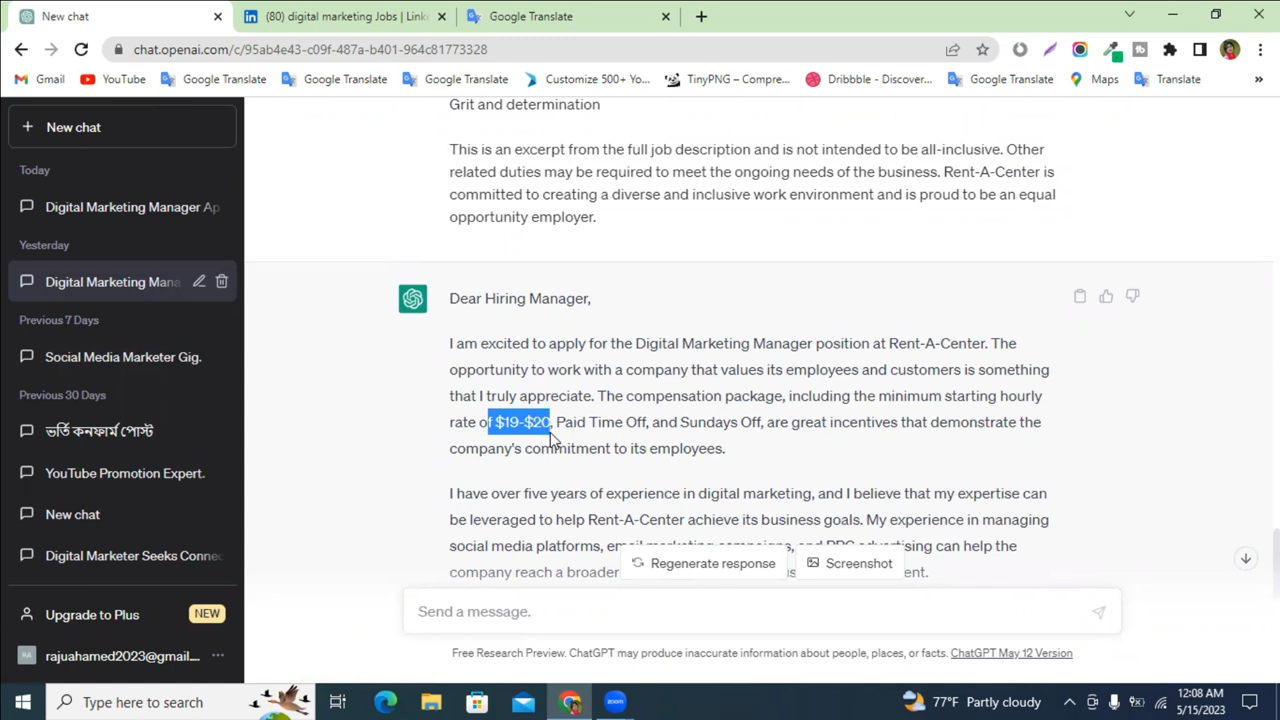 New chat
(80) digital marketing Jobs | Linke
Google Translate
chat.openai.com/c/95ab4e43-c09f-487a-b401-964c81773328
Gmail
YouTube
Google Translate
Google Translate
Google Translate
Customize 500+ Yo...
TinyPNG – Compre...
Dribbble - Discover...
Google Translate
Maps
Translate
»
+ New chat
Today
Digital Marketing Manager Ap
Yesterday
Digital Marketing Mana
Previous 7 Days
Social Media Marketer Gig.
Previous 30 Days
ভর্তি কনফার্ম পোস্ট
YouTube Promotion Expert.
New chat
Digital Marketer Seeks Connec
Upgrade to Plus
NEW
RA
rajuahamed2023@gmail....
Grit and determination
This is an excerpt from the full job description and is not intended to be all-inclusive. Other
related duties may be required to meet the ongoing needs of the business. Rent-A-Center is
committed to creating a diverse and inclusive work environment and is proud to be an equal
opportunity employer.
Dear Hiring Manager,
I am excited to apply for the Digital Marketing Manager position at Rent-A-Center. The
opportunity to work with a company that values its employees and customers is something
that I truly appreciate. The compensation package, including the minimum starting hourly
rate of $19-$20, Paid Time Off, and Sundays Off, are great incentives that demonstrate the
company's commitment to its employees.
I have over five years of experience in digital marketing, and I believe that my expertise can
be leveraged to help Rent-A-Center achieve its business goals. My experience in managing
social media platforms, email marketing campaigns, and PPC advertising can help the
company reach a broader
Regenerate response
Screenshot
Send a message.
Free Research Preview. ChatGPT may produce inaccurate information about people, places, or facts. ChatGPT May 12 Version
Type here to search
zoom
77°F Partly cloudy
12:08 AM
5/15/2023